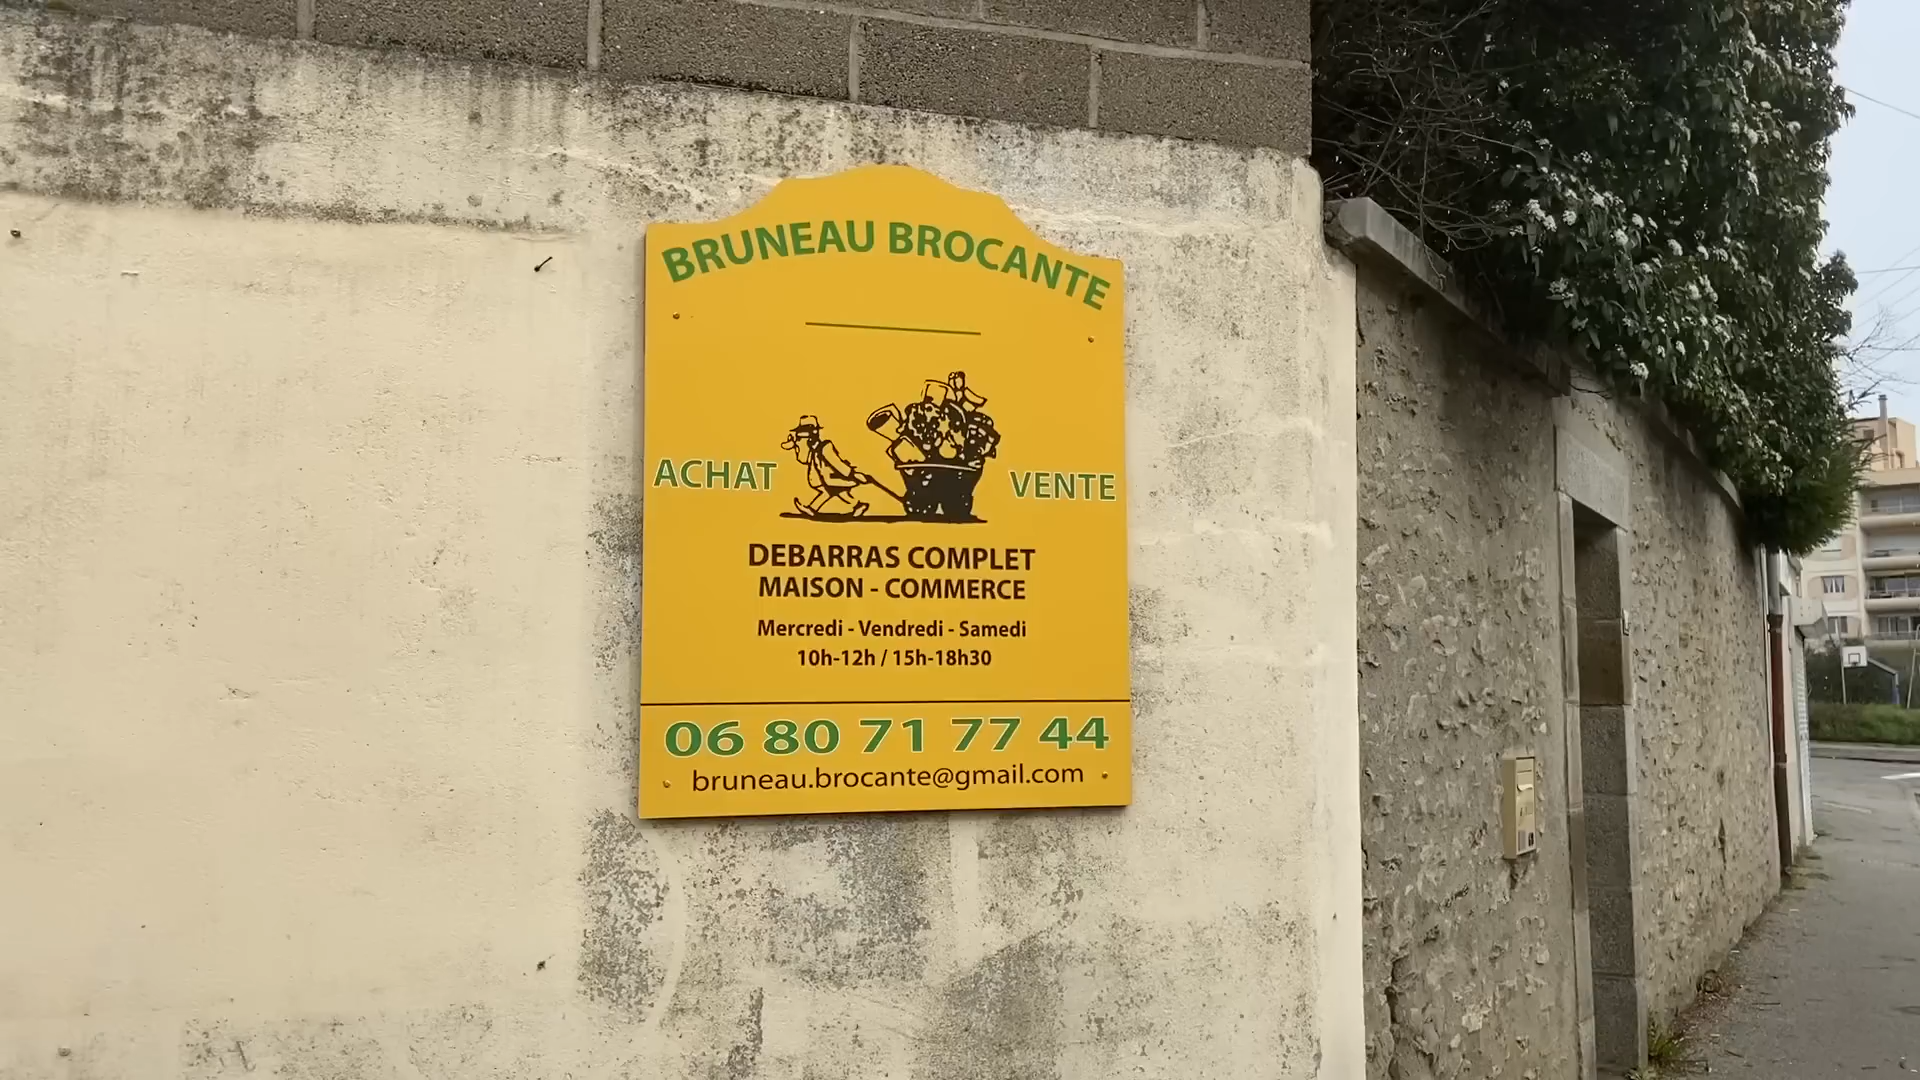 BRUNEAU BROCANTE
ACHAT VENTE
DEBARRAS COMPLET
MAISON - COMMERCE
Mercredi - Vendredi - Samedi
10h-12h / 15h-18h30
06 80 71 77 44
bruneau.brocante@gmail.com